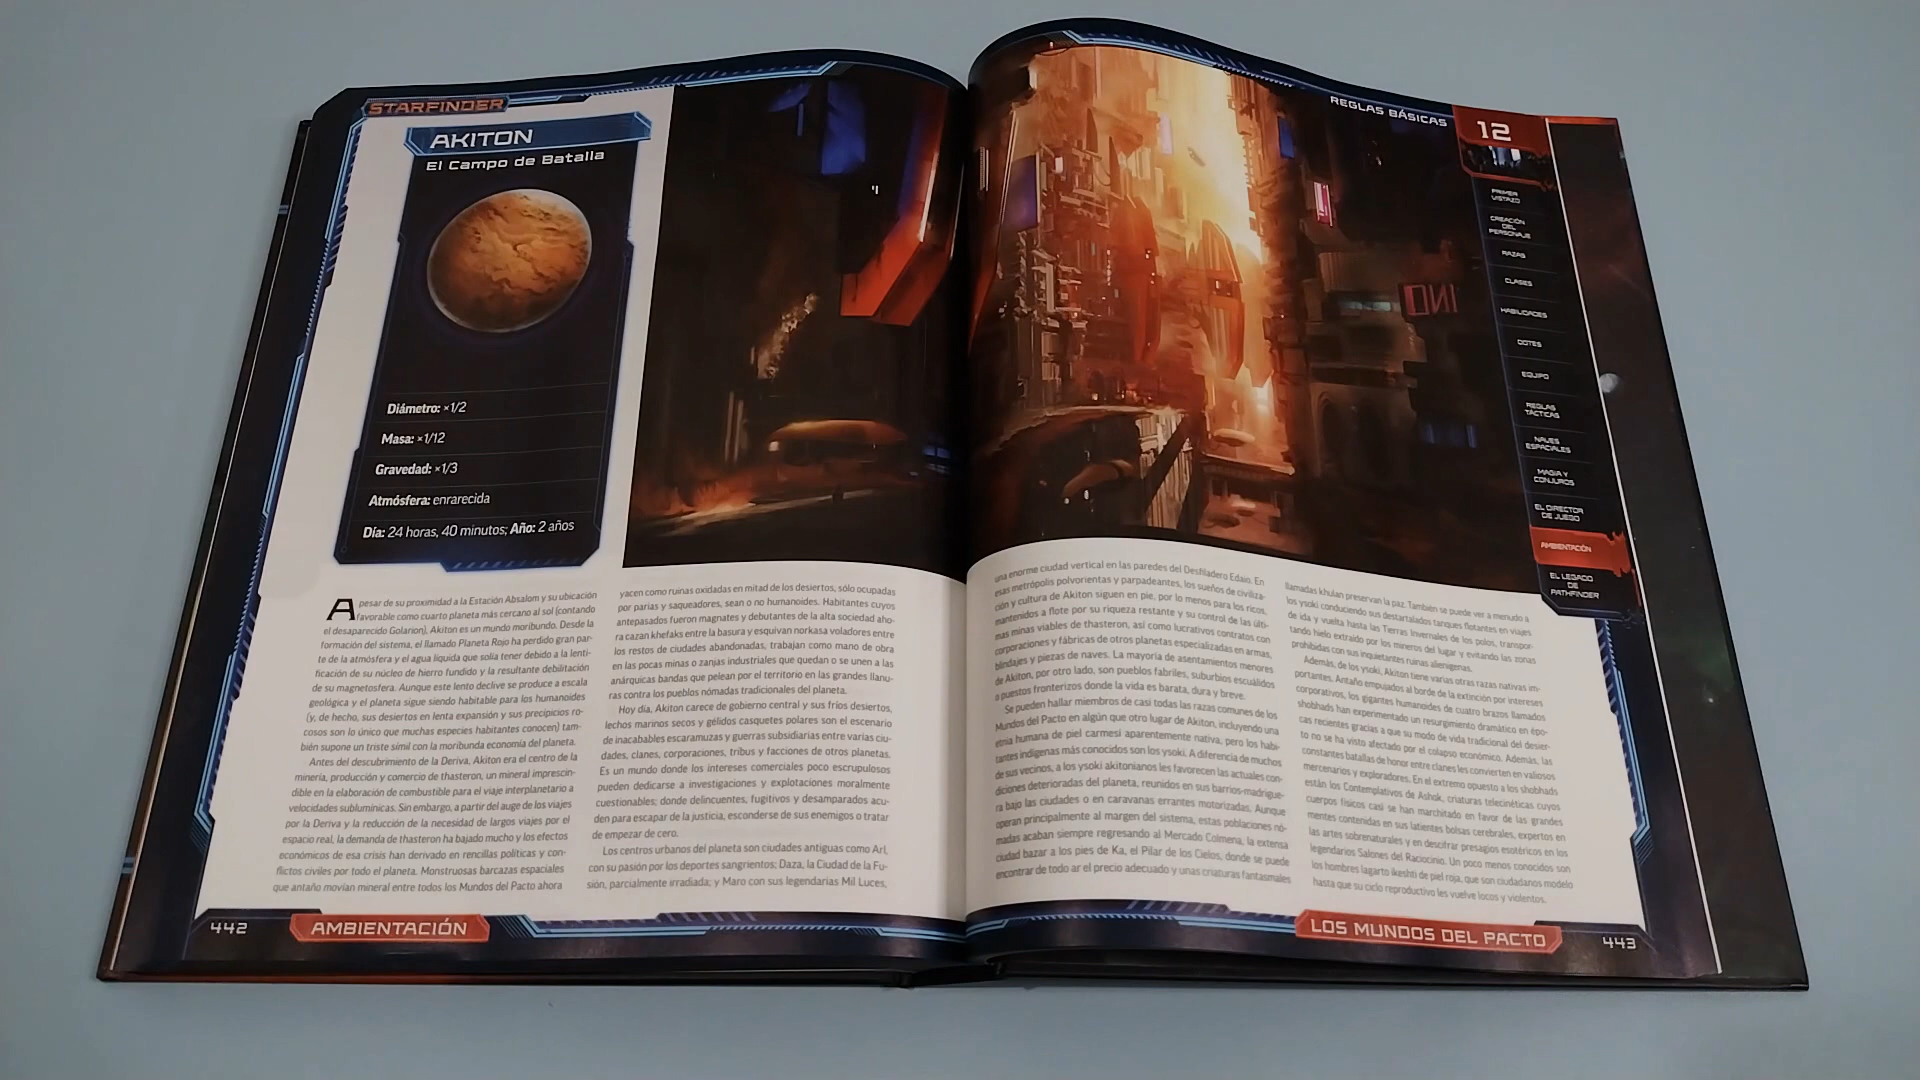 STARFINDER
AKITON
El Campo de Batalla
Diámetro: ×1/2
Masa: ×1/12
Gravedad: ×1/3
Atmósfera: enrarecida
Día: 24 horas, 40 minutos; Año: 2 años
A pesar de su proximidad a la Estación Absalom y su ubicación
favorable como cuarto planeta más cercano al sol (contando
el desaparecido Golarion), Akiton es un mundo moribundo. Desde la
formación del sistema, el llamado Planeta Rojo ha perdido gran par-
te de la atmósfera y el agua líquida que solía tener debido a la lenti-
ficación de su núcleo de hierro fundido y la resultante debilitación
de su magnetosfera. Aunque este lento declive se produce a escala
geológica y el planeta sigue siendo habitable para los humanoides
(y, de hecho, sus desiertos en lenta expansión y sus precipicios ro-
cosos son lo único que muchas especies habitantes conocen) tam-
bién supone un triste símil con la moribunda economía del planeta.
Antes del descubrimiento de la Deriva, Akiton era el centro de la
minería, producción y comercio de thasteron, un mineral imprescin-
dible en la elaboración de combustible para el viaje interplanetario a
velocidades sublumínicas. Sin embargo, a partir del auge de los viajes
por la Deriva y la reducción de la necesidad de largos viajes por el
espacio real, la demanda de thasteron ha bajado mucho y los efectos
económicos de esa crisis han derivado en rencillas políticas y con-
flictos civiles por todo el planeta. Monstruosas barcazas espaciales
que antaño movían mineral entre todos los Mundos del Pacto ahora
yacen como ruinas oxidadas en mitad de los desiertos, sólo ocupadas
por parias y saqueadores, sean o no humanoides. Habitantes cuyos
antepasados fueron magnates y debutantes de la alta sociedad aho-
ra cazan khefaks entre la basura y esquivan norkasa voladores entre
los restos de ciudades abandonadas, trabajan como mano de obra
en las pocas minas o zanjas industriales que quedan o se unen a las
anárquicas bandas que pelean por el territorio en las grandes llanu-
ras contra los pueblos nómadas tradicionales del planeta.
Hoy día, Akiton carece de gobierno central y sus fríos desiertos,
lechos marinos secos y gélidos casquetes polares son el escenario
de inacabables escaramuzas y guerras subsidiarias entre varias ciu-
dades, clanes, corporaciones, tribus y facciones de otros planetas.
Es un mundo donde los intereses comerciales poco escrupulosos
pueden dedicarse a investigaciones y explotaciones moralmente
cuestionables; donde delincuentes, fugitivos y desamparados acu-
den para escapar de la justicia, esconderse de sus enemigos o tratar
de empezar de cero.
Los centros urbanos del planeta son ciudades antiguas como Arl,
con su pasión por los deportes sangrientos; Daza, la Ciudad de la Fu-
sión, parcialmente irradiada; y Maro con sus legendarias Mil Luces,
442
AMBIENTACIÓN
REGLAS BÁSICAS
12
PRIMER
VISTAZO
CREACIÓN
DEL
PERSONAJE
RAZAS
CLASES
HABILIDADES
DOTES
EQUIPO
REGLAS
TÁCTICAS
NAVES
ESPACIALES
MAGIA Y
CONJUROS
EL DIRECTOR
DE JUEGO
AMBIENTACIÓN
EL LEGADO
DE
PATHFINDER
una enorme ciudad vertical en las paredes del Desfiladero Edaio. En
esas metrópolis polvorientas y parpadeantes, los sueños de civiliza-
ción y cultura de Akiton siguen en pie, por lo menos para los ricos,
mantenidos a flote por su riqueza restante y su control de las últi-
mas minas viables de thasteron, así como lucrativos contratos con
corporaciones y fábricas de otros planetas especializadas en armas,
blindajes y piezas de naves. La mayoría de asentamientos menores
de Akiton, por otro lado, son pueblos fabriles, suburbios escuálidos
o puestos fronterizos donde la vida es barata, dura y breve.
Se pueden hallar miembros de casi todas las razas comunes de los
Mundos del Pacto en algún que otro lugar de Akiton, incluyendo una
etnia humana de piel carmesí aparentemente nativa, pero los habi-
tantes indígenas más conocidos son los ysoki. A diferencia de muchos
de sus vecinos, a los ysoki akitonianos les favorecen las actuales con-
diciones deterioradas del planeta, reunidos en sus barrios-madrigue-
ra bajo las ciudades o en caravanas errantes motorizadas. Aunque
operan principalmente al margen del sistema, estas poblaciones nó-
madas acaban siempre regresando al Mercado Colmena, la extensa
ciudad bazar a los pies de Ka, el Pilar de los Cielos, donde se puede
encontrar de todo ar el precio adecuado y unas criaturas fantasmales
llamadas khulan preservan la paz. También se puede ver a menudo a
los ysoki conduciendo sus destartalados tanques flotantes en viajes
de ida y vuelta hasta las Tierras Invernales de los polos, transpor-
tando hielo extraído por los mineros del lugar y evitando las zonas
prohibidas con sus inquietantes ruinas alienígenas.
Además, de los ysoki, Akiton tiene varias otras razas nativas im-
portantes. Antaño empujados al borde de la extinción por intereses
corporativos, los gigantes humanoides de cuatro brazos llamados
shobhads han experimentado un resurgimiento dramático en épo-
cas recientes gracias a que su modo de vida tradicional del desier-
to no se ha visto afectado por el colapso económico. Además, las
constantes batallas de honor entre clanes les convierten en valiosos
mercenarios y exploradores. En el extremo opuesto a los shobhads
están los Contemplativos de Ashok, criaturas telecinéticas cuyos
cuerpos físicos casi se han marchitado en favor de las grandes
mentes contenidas en sus latientes bolsas cerebrales, expertos en
las artes sobrenaturales y en descifrar presagios esotéricos en los
legendarios Salones del Raciocinio. Un poco menos conocidos son
los hombres lagarto ikeshti de piel roja, que son ciudadanos modelo
hasta que su ciclo reproductivo les vuelve locos y violentos.
LOS MUNDOS DEL PACTO
443